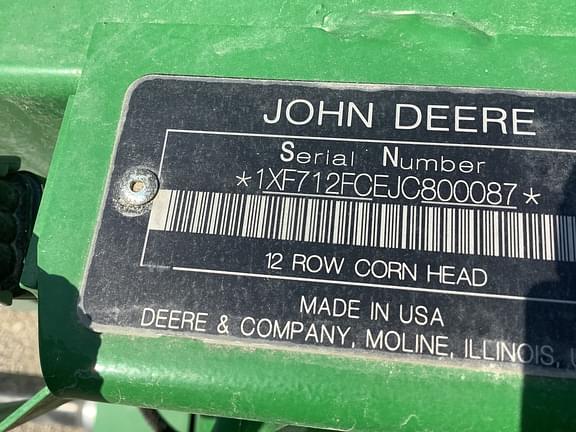 JOHN DEERE
Serial Number
*1XF712FCEJC800087*
12 ROW CORN HEAD
MADE IN USA
DEERE & COMPANY, MOLINE, ILLINOIS,